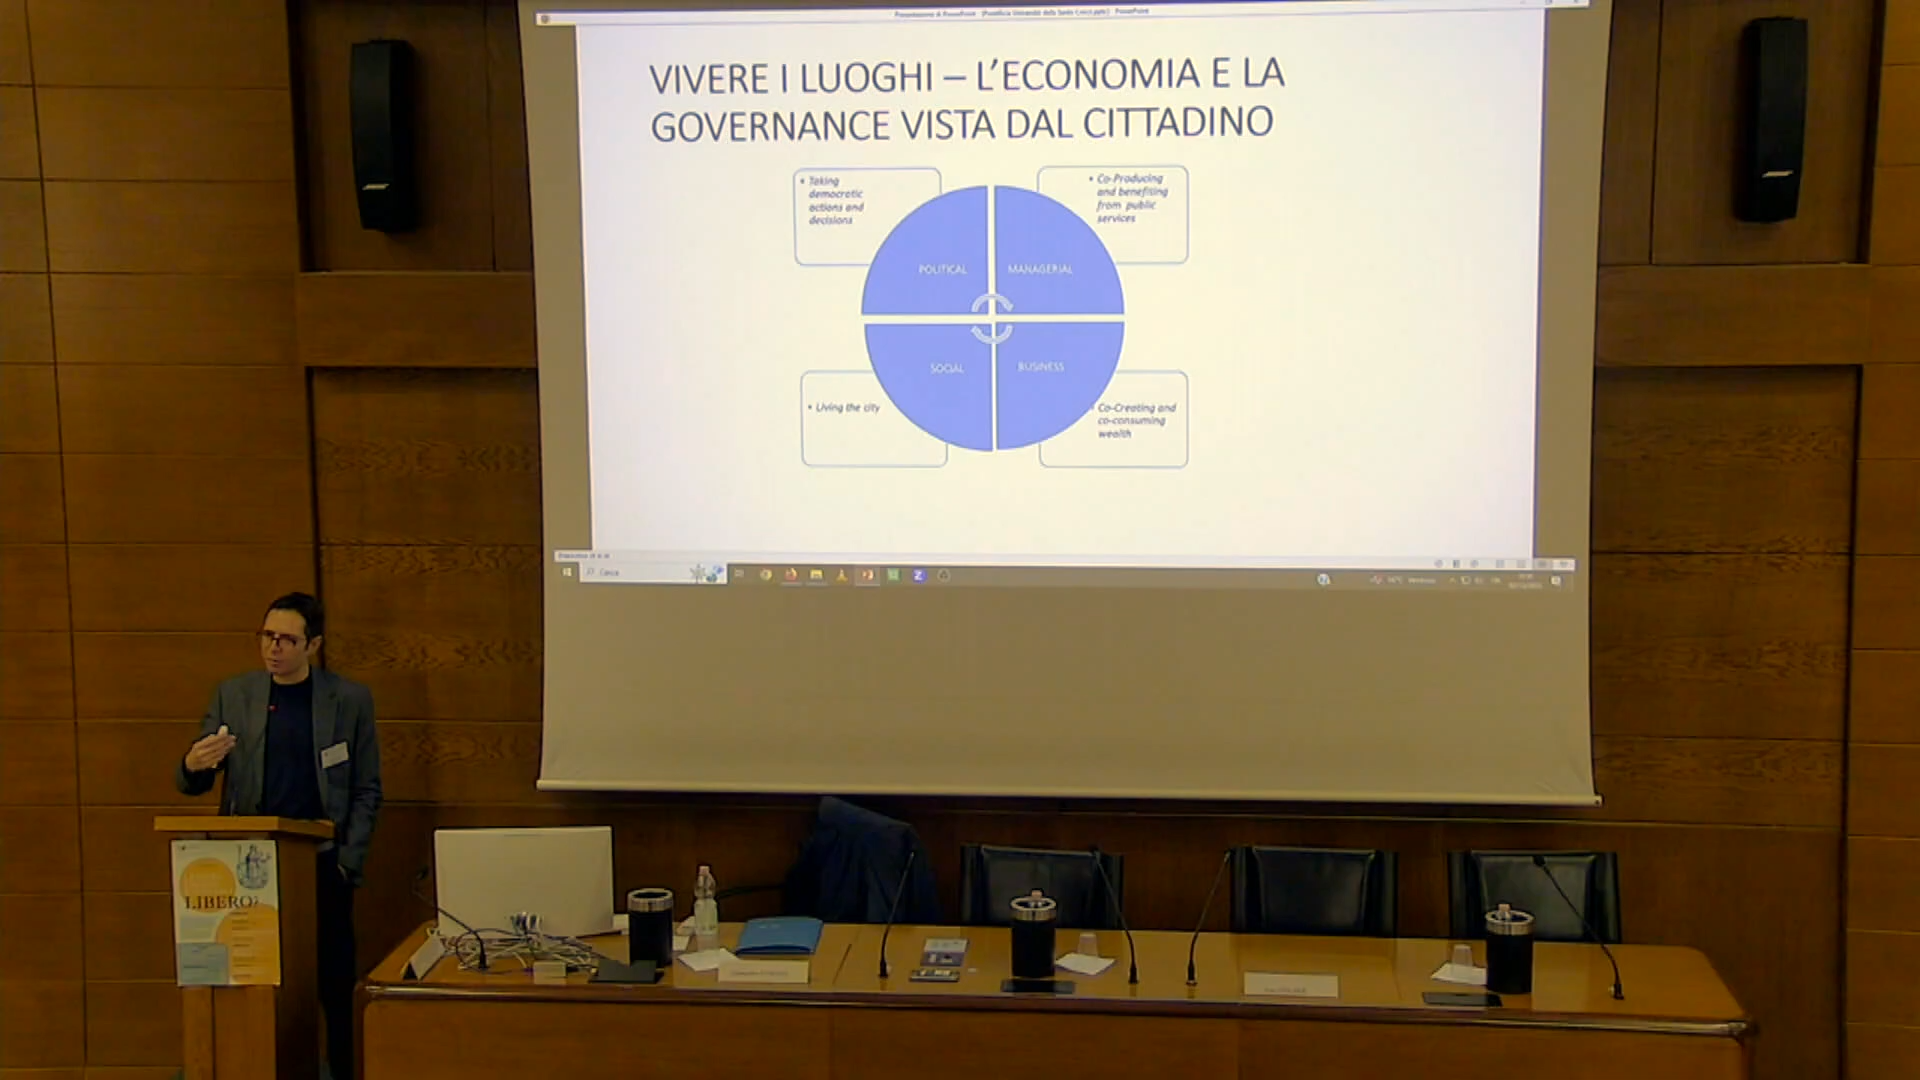 VIVERE I LUOGHI – L'ECONOMIA E LA
GOVERNANCE VISTA DAL CITTADINO
• Taking
democratic
actions and
decisions
• Co-Producing
and benefiting
from public
services
POLITICAL
MANAGERIAL
SOCIAL
BUSINESS
• Living the city
• Co-Creating and
co-consuming
wealth
Cerca
LIBERO?